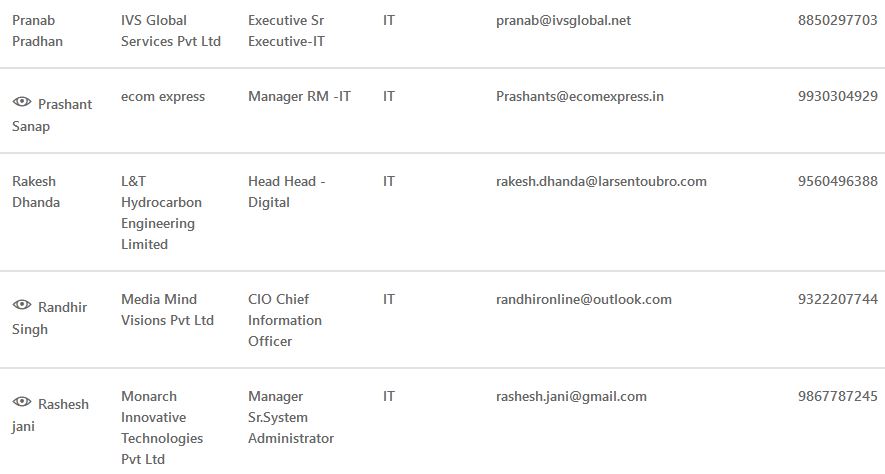 Pranab Pradhan IVS Global Services Pvt Ltd Executive Sr Executive-IT IT pranab@ivsglobal.net 8850297703
Prashant Sanap ecom express Manager RM -IT IT Prashants@ecomexpress.in 9930304929
Rakesh Dhanda L&T Hydrocarbon Engineering Limited Head Head - Digital IT rakesh.dhanda@larsentoubro.com 9560496388
Randhir Singh Media Mind Visions Pvt Ltd CIO Chief Information Officer IT randhironline@outlook.com 9322207744
Rashesh jani Monarch Innovative Technologies Pvt Ltd Manager Sr.System Administrator IT rashesh.jani@gmail.com 9867787245